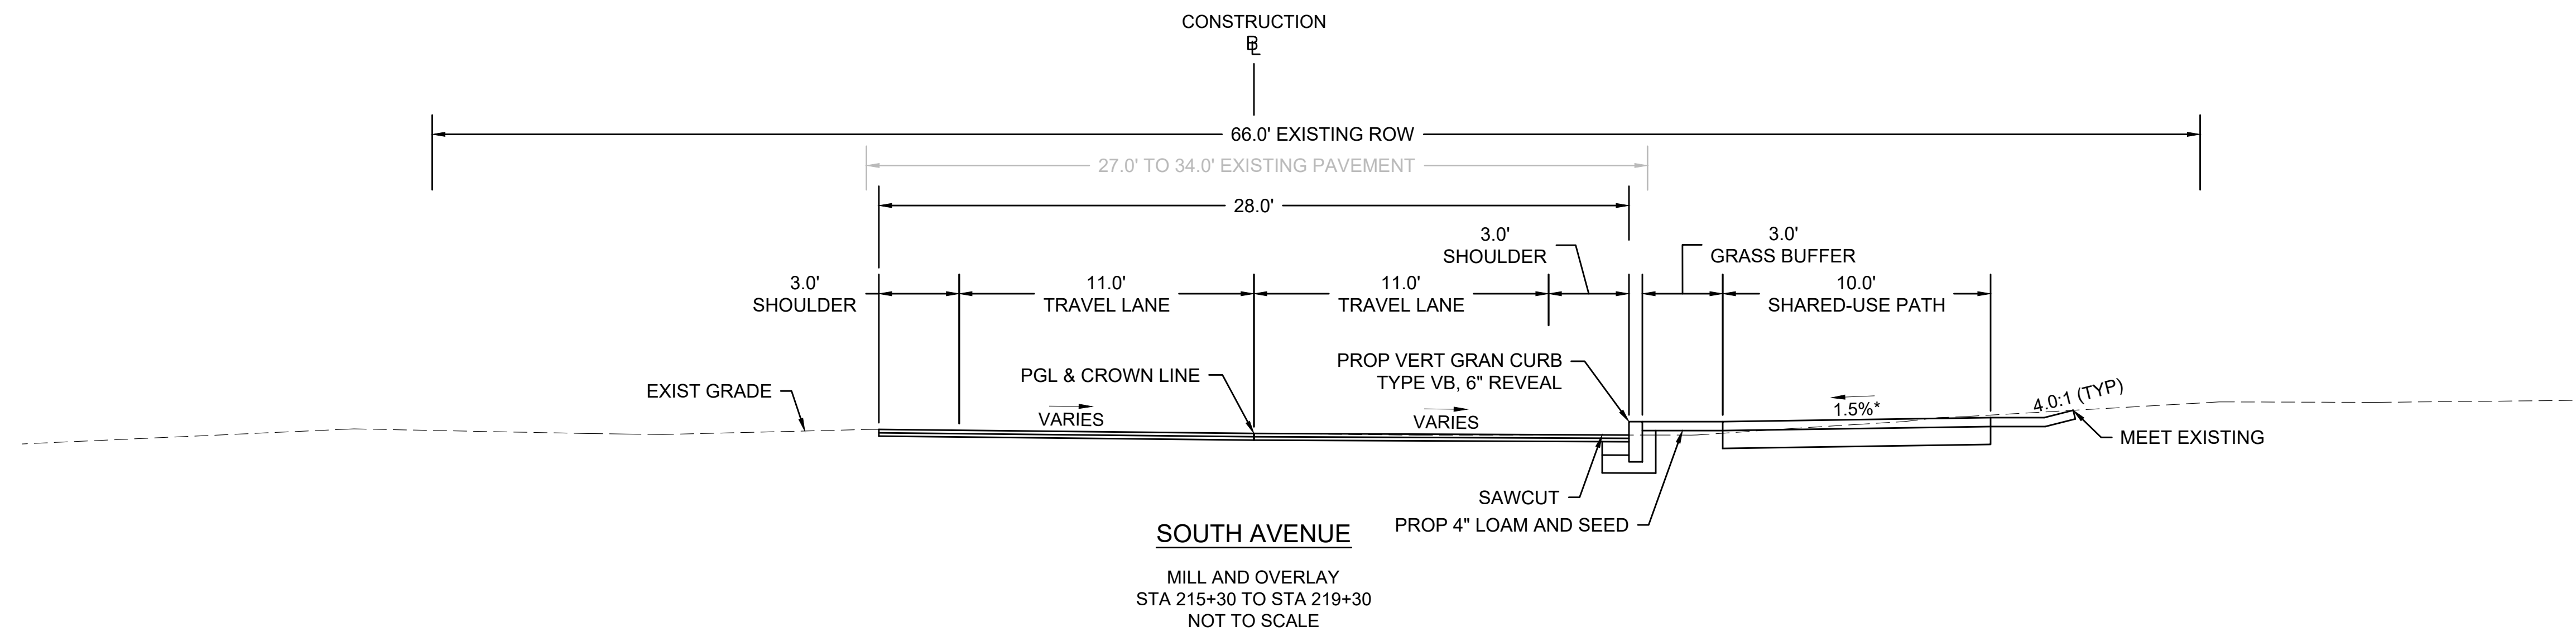 CONSTRUCTION
BL
66.0' EXISTING ROW
27.0' TO 34.0' EXISTING PAVEMENT
28.0'
3.0'
SHOULDER
3.0'
GRASS BUFFER
3.0'
SHOULDER
11.0'
TRAVEL LANE
11.0'
TRAVEL LANE
10.0'
SHARED-USE PATH
EXIST GRADE
PGL & CROWN LINE
PROP VERT GRAN CURB
TYPE VB, 6" REVEAL
VARIES
VARIES
1.5%*
4.0:1 (TYP)
MEET EXISTING
SAWCUT
PROP 4" LOAM AND SEED
SOUTH AVENUE
MILL AND OVERLAY
STA 215+30 TO STA 219+30
NOT TO SCALE